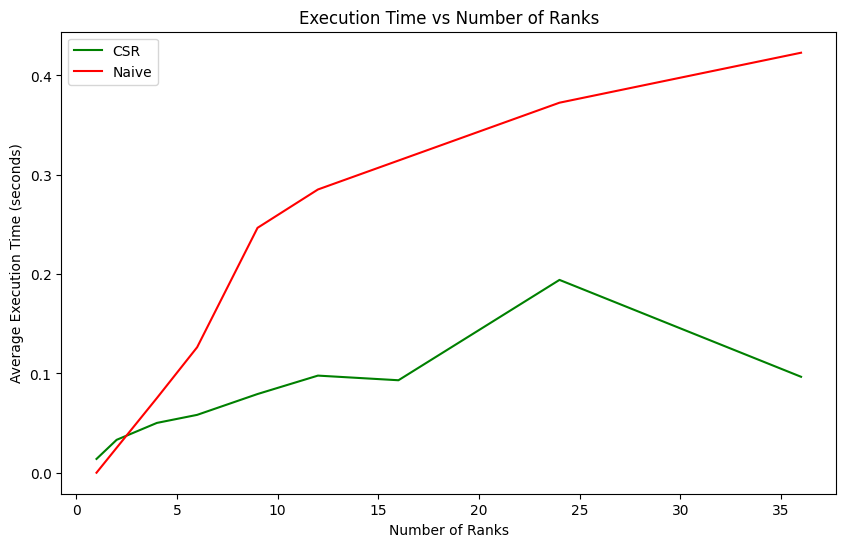 Execution Time vs Number of Ranks
CSR
Naive
Average Execution Time (seconds)
0.4
0.3
0.2
0.1
0.0
0 5 10 15 20 25 30 35
Number of Ranks